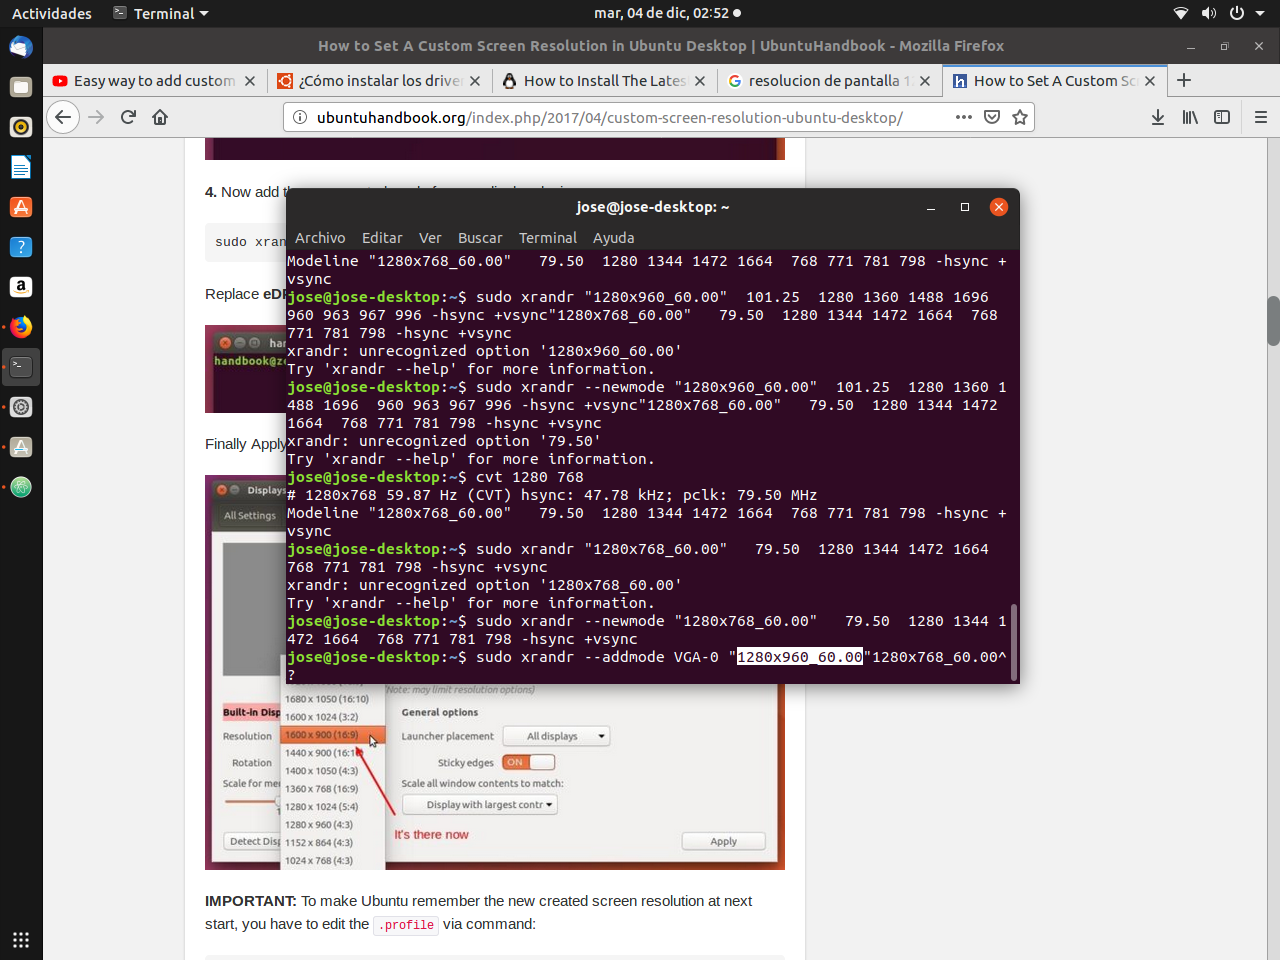 Actividades
Terminal
mar, 04 de dic, 02:52
How to Set A Custom Screen Resolution in Ubuntu Desktop | UbuntuHandbook - Mozilla Firefox
Easy way to add custom
¿Cómo instalar los drive
How to Install The Lates
resolucion de pantalla 1
How to Set A Custom Sc
ubuntuhandbook.org/index.php/2017/04/custom-screen-resolution-ubuntu-desktop/
4. Now add
sudo xran
Replace eDP
handbook@ze
Finally Apply
jose@jose-desktop: ~
Archivo Editar Ver Buscar Terminal Ayuda
Modeline "1280x768_60.00"   79.50  1280 1344 1472 1664  768 771 781 798 -hsync +
vsync
jose@jose-desktop:~$ sudo xrandr "1280x960_60.00"  101.25  1280 1360 1488 1696
960 963 967 996 -hsync +vsync"1280x768_60.00"   79.50  1280 1344 1472 1664  768
771 781 798 -hsync +vsync
xrandr: unrecognized option '1280x960_60.00'
Try 'xrandr --help' for more information.
jose@jose-desktop:~$ sudo xrandr --newmode "1280x960_60.00"  101.25  1280 1360 1
488 1696  960 963 967 996 -hsync +vsync"1280x768_60.00"   79.50  1280 1344 1472
1664  768 771 781 798 -hsync +vsync
xrandr: unrecognized option '79.50'
Try 'xrandr --help' for more information.
jose@jose-desktop:~$ cvt 1280 768
# 1280x768 59.87 Hz (CVT) hsync: 47.78 kHz; pclk: 79.50 MHz
Modeline "1280x768_60.00"   79.50  1280 1344 1472 1664  768 771 781 798 -hsync +
vsync
jose@jose-desktop:~$ sudo xrandr "1280x768_60.00"   79.50  1280 1344 1472 1664
768 771 781 798 -hsync +vsync
xrandr: unrecognized option '1280x768_60.00'
Try 'xrandr --help' for more information.
jose@jose-desktop:~$ sudo xrandr --newmode "1280x768_60.00"   79.50  1280 1344 1
472 1664  768 771 781 798 -hsync +vsync
jose@jose-desktop:~$ sudo xrandr --addmode VGA-0 "1280x960_60.00"1280x768_60.00^
?
Displays
All Settings
(Note: may limit resolution options)
Built-in Disp
Resolution
Rotation
Scale for me
Detect Disp
1680 x 1050 (16:10)
1600 x 1024 (3:2)
1600 x 900 (16:9)
1440 x 900 (16:1
1400 x 1050 (4:3)
1360 x 768 (16:9)
1280 x 1024 (5:4)
1280 x 960 (4:3)
1152 x 864 (4:3)
1024 x 768 (4:3)
General options
Launcher placement All displays
Sticky edges ON
Scale all window contents to match:
Display with largest contr
It's there now
Apply
IMPORTANT: To make Ubuntu remember the new created screen resolution at next
start, you have to edit the .profile via command: